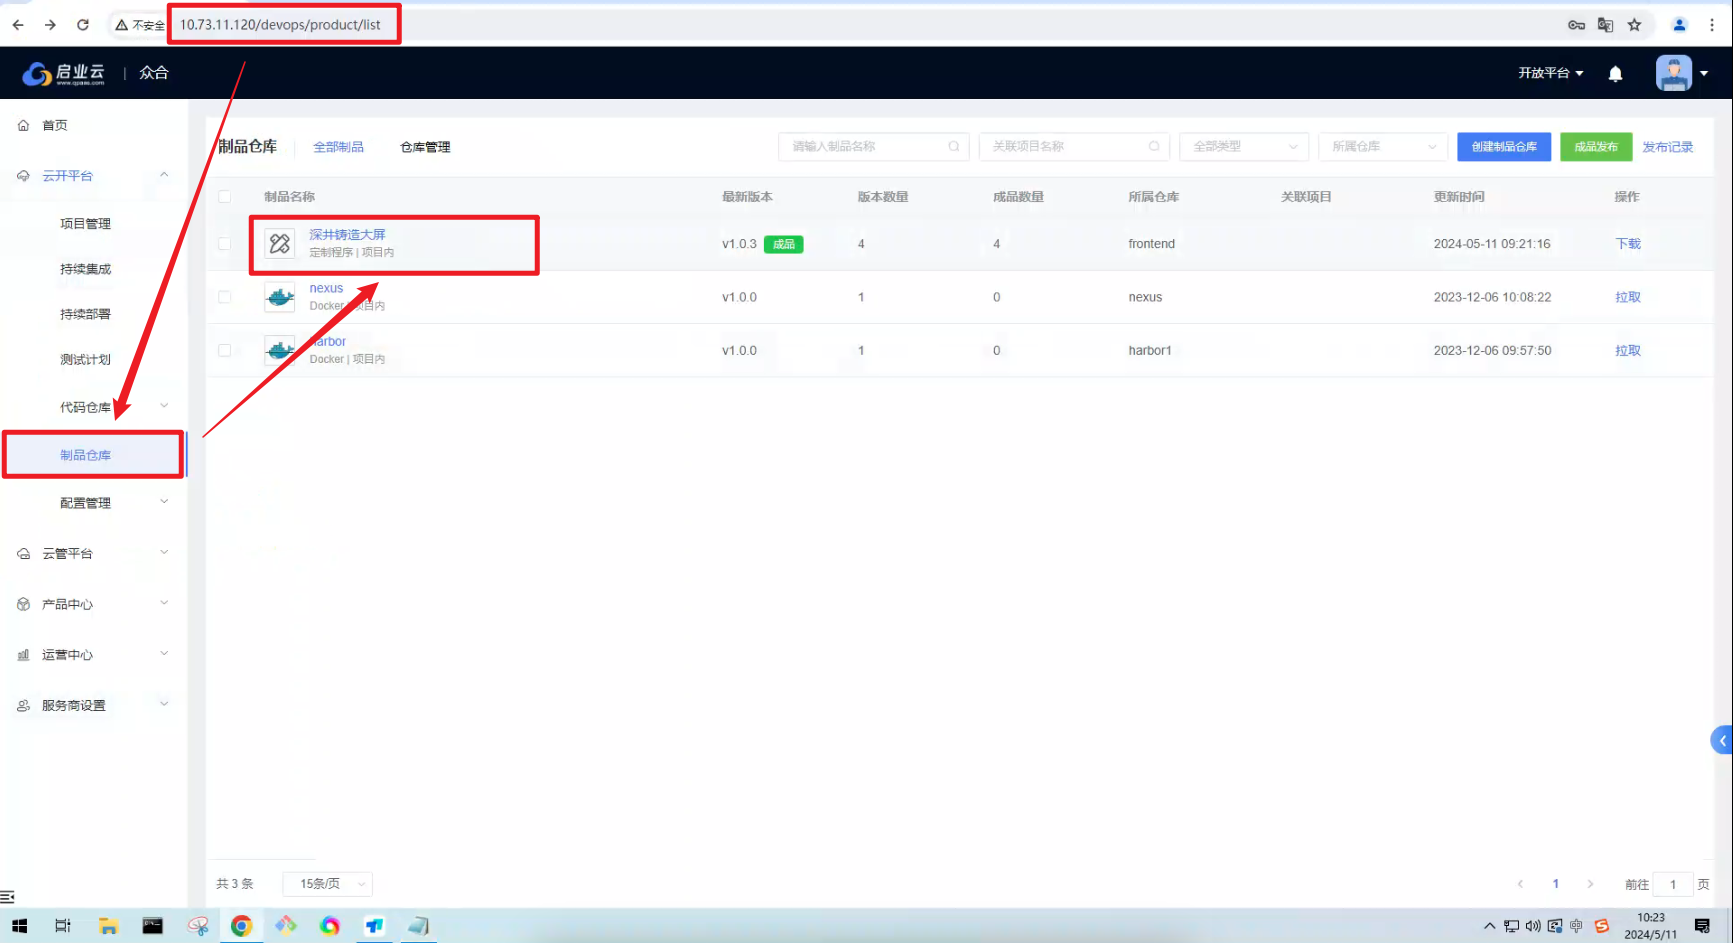 不安全
10.73.11.120/devops/product/list
启业云
www.qpaas.com
众合
开放平台
首页
云开平台
项目管理
持续集成
持续部署
测试计划
代码仓库
制品仓库
配置管理
云管平台
产品中心
运营中心
服务商设置
制品仓库 全部制品 仓库管理 请输入制品名称 关联项目名称 全部类型 所属仓库 创建制品仓库 成品发布 发布记录
制品名称 最新版本 版本数量 成品数量 所属仓库 关联项目 更新时间 操作
深井铸造大屏
定制程序 | 项目内
v1.0.3 成品 4 4 frontend 2024-05-11 09:21:16 下载
nexus
Docker 项目内
v1.0.0 1 0 nexus 2023-12-06 10:08:22 拉取
arbor
Docker | 项目内
v1.0.0 1 0 harbor1 2023-12-06 09:57:50 拉取
共 3 条 15条/页 1 前往 1 页
中
10:23
2024/5/11